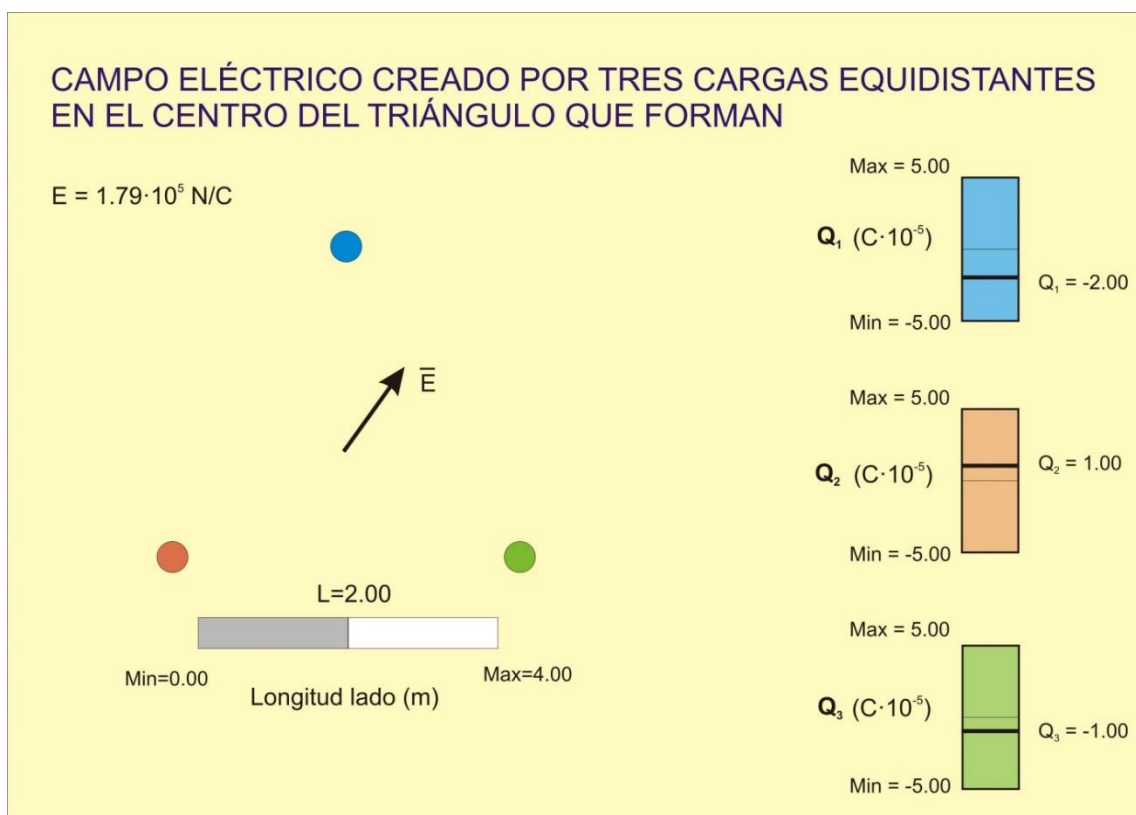 CAMPO ELÉCTRICO CREADO POR TRES CARGAS EQUIDISTANTES
EN EL CENTRO DEL TRIÁNGULO QUE FORMAN
E = 1.79·10⁵ N/C
E̅
L=2.00
Min=0.00
Max=4.00
Longitud lado (m)
Max = 5.00
Q₁ (C·10⁻⁵)
Q₁ = -2.00
Min = -5.00
Max = 5.00
Q₂ (C·10⁻⁵)
Q₂ = 1.00
Min = -5.00
Max = 5.00
Q₃ (C·10⁻⁵)
Q₃ = -1.00
Min = -5.00